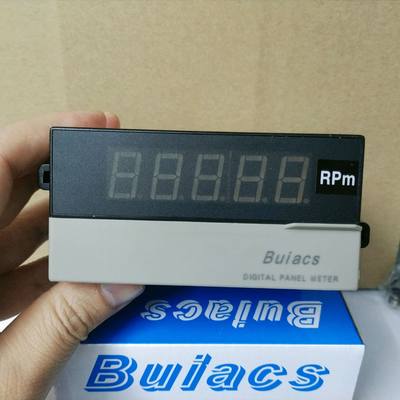 RPm
Buiacs
DIGITAL PANEL METER
Buiacs
Buiacs